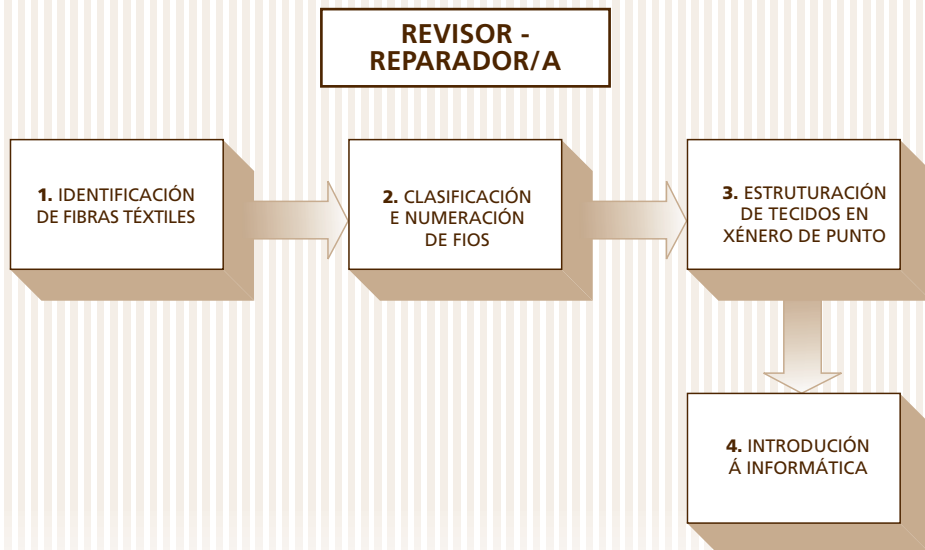 REVISOR -
REPARADOR/A
1. IDENTIFICACIÓN
DE FIBRAS TÉXTILES
2. CLASIFICACIÓN
E NUMERACIÓN
DE FIOS
3. ESTRUTURACIÓN
DE TECIDOS EN
XÉNERO DE PUNTO
4. INTRODUCIÓN
Á INFORMÁTICA